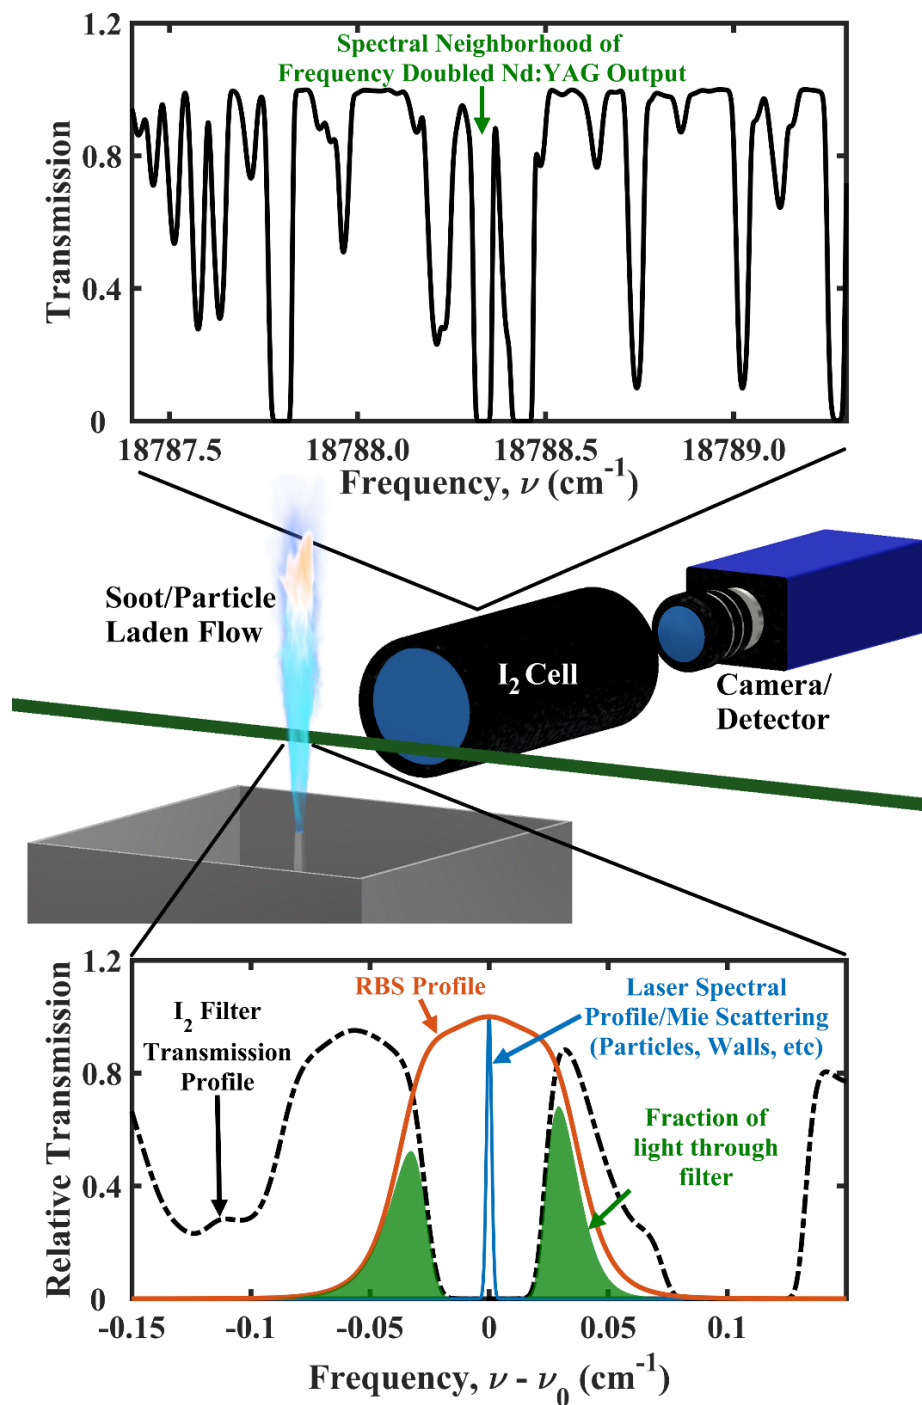 1.2
Spectral Neighborhood of
Frequency Doubled Nd:YAG Output
0.8
Transmission
0.4
0
18787.5 18788.0 18788.5 18789.0
Frequency, ν (cm⁻¹)
Soot/Particle
Laden Flow
I₂ Cell
Camera/
Detector
1.2
RBS Profile
Laser Spectral
Profile/Mie Scattering
(Particles, Walls, etc)
I₂ Filter
Transmission
Profile
0.8
Relative Transmission
Fraction of
light through
filter
0.4
0
-0.15 -0.1 -0.05 0 0.05 0.1
Frequency, ν - ν₀ (cm⁻¹)